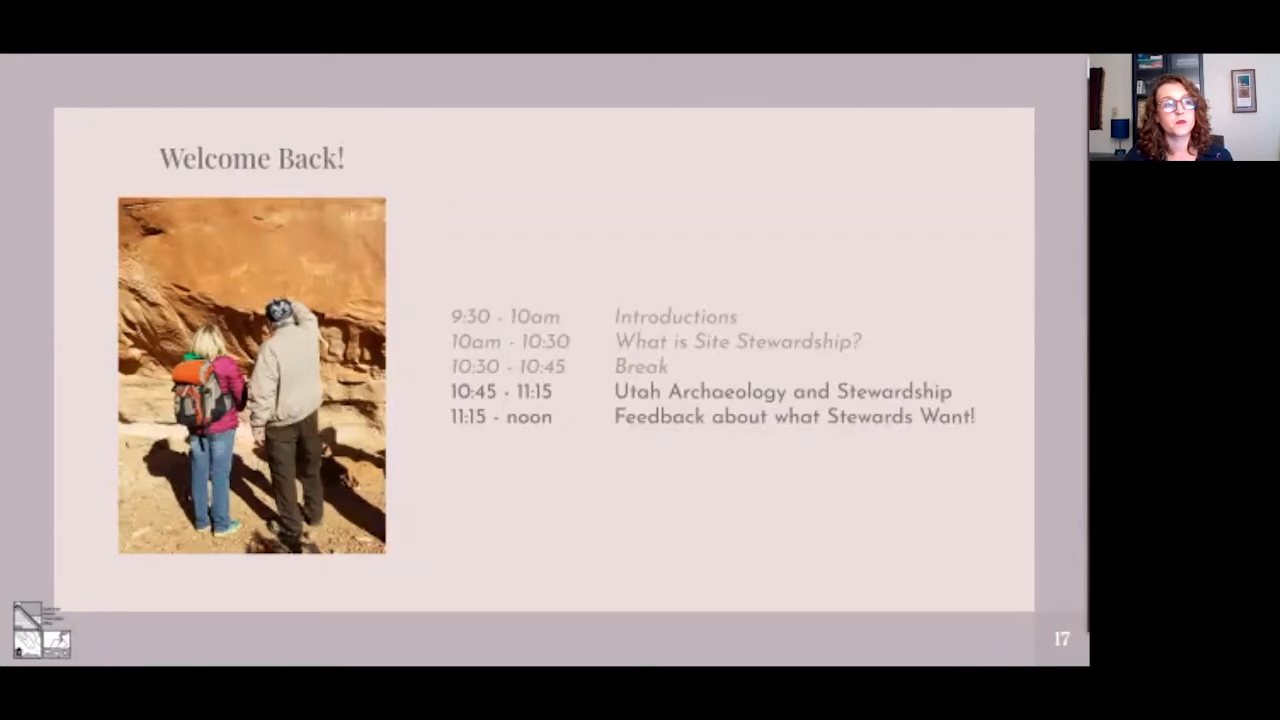 Welcome Back!
9:30 - 10am Introductions
10am - 10:30 What is Site Stewardship?
10:30 - 10:45 Break
10:45 - 11:15 Utah Archaeology and Stewardship
11:15 - noon Feedback about what Stewards Want!
17